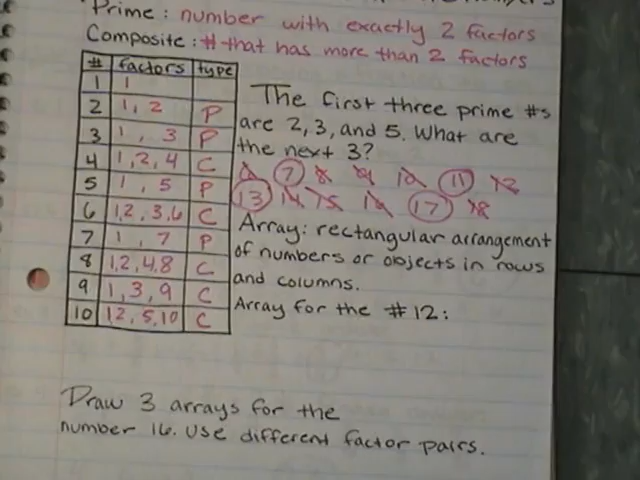 Prime: number with exactly 2 factors
Composite: # that has more than 2 factors
# factors type
1 1
2 1, 2 P
3 1, 3 P
4 1, 2, 4 C
5 1, 5 P
6 1,2, 3,6 C
7 1, 7 P
8 1,2,4,8 C
9 1, 3, 9 C
10 1 2, 5,10 C
The first three prime #s
are 2, 3, and 5. What are
the next 3?
6 7 8 9 10 11 12
13 14 15 16 17 18
Array: rectangular arrangement
of numbers or objects in rows
and columns.
Array for the #12:
Draw 3 arrays for the
number 16. Use different factor pairs.